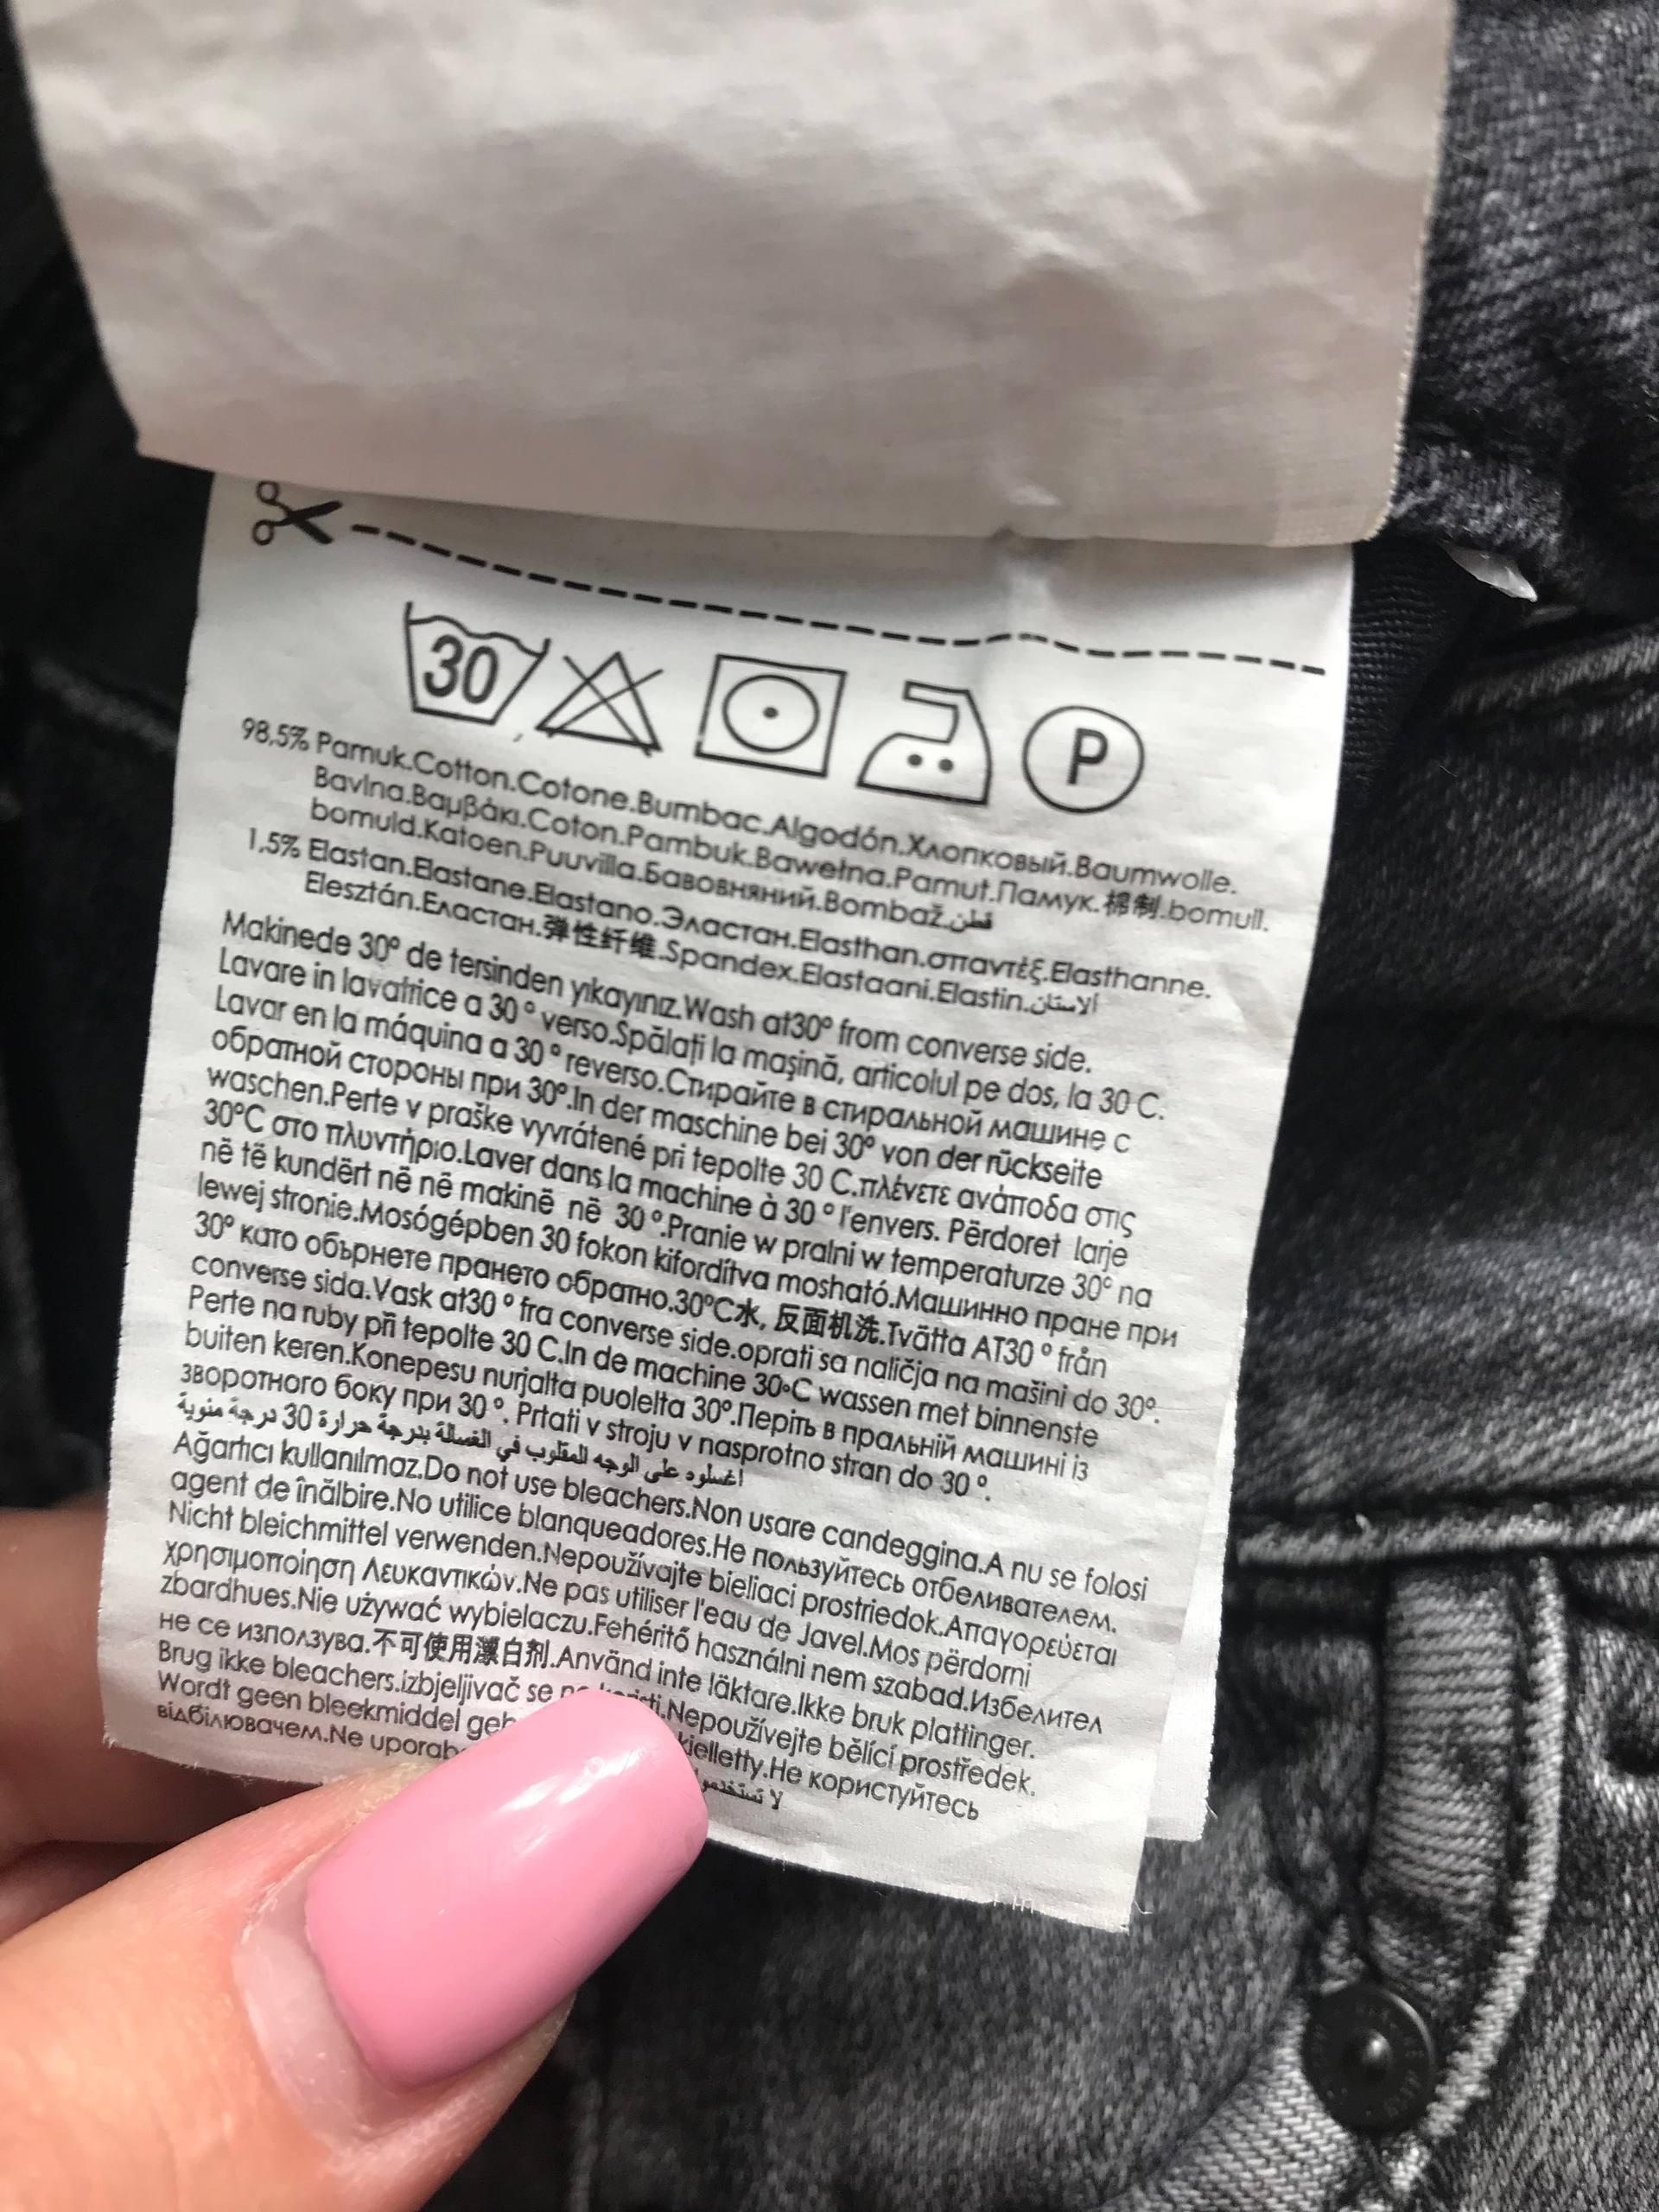 30
P
98,5% Pamuk.Cotton.Cotone.Bumbac.Algodón.Хлопковый.Baumwolle.
Bavlna.Βαμβάκι.Coton.Pambuk.Bawełna.Pamut.Памук.棉制.bomull.
bomuld.Katoen.Puuvilla.Бавовняний.Bombaž.قطن
1,5% Elastan.Elastane.Elastano.Эластан.Elasthan.σπαντέξ.Elasthanne.
Elesztán.Еластан.弹性纤维.Spandex.Elastaani.Elastin.الاستان
Makinede 30° de tersinden yıkayınız.Wash at30° from converse side.
Lavare in lavatrice a 30 ° verso.Spălați la maşină, articolul pe dos, la 30 C.
Lavar en la máquina a 30 ° reverso.Стирайте в стиральной машине с
обратной стороны при 30°.In der maschine bei 30° von der rückseite
waschen.Perte v praške vyvrátené pri tepolte 30 C.πλένετε ανάποδα στις
30°C στο πλυντήριο.Laver dans la machine à 30 ° l'envers. Përdoret larje
në të kundërt në në makinë në 30 °.Pranie w pralni w temperaturze 30° na
lewej stronie.Mosógépben 30 fokon kifordítva mosható.Машинно пране при
30° като обърнете прането обратно.30°C水, 反面机洗.Tvätta AT30 ° från
converse sida.Vask at30 ° fra converse side.oprati sa naličja na mašini do 30°.
Perte na ruby při tepolte 30 C.In de machine 30°C wassen met binnenste
buiten keren.Konepesu nurjalta puolelta 30°.Періть в пральній машині із
зворотного боку при 30 °. Prtati v stroju v nasprotno stran do 30 °.
اغسلوه على الوجه المقلوب في الغسالة بدرجة حرارة 30 درجة منوية
Ağartıcı kullanılmaz.Do not use bleachers.Non usare candeggina.A nu se folosi
agent de înălbire.No utilice blanqueadores.Не пользуйтесь отбеливателем.
Nicht bleichmittel verwenden.Nepoužívajte bieliaci prostriedok.Απαγορεύεται
χρησιμοποίηση Λευκαντικών.Ne pas utiliser l'eau de Javel.Mos përdorni
zbardhues.Nie używać wybielaczu.Fehérítő használni nem szabad.Избелител
не се използува.不可使用漂白剂.Använd inte läktare.Ikke bruk plattinger.
Brug ikke bleachers.izbjeljivač se Nepoužívejte bělící prostředek.
Wordt geen bleekmiddel Не користуйтесь
відбілювачем.Ne لا